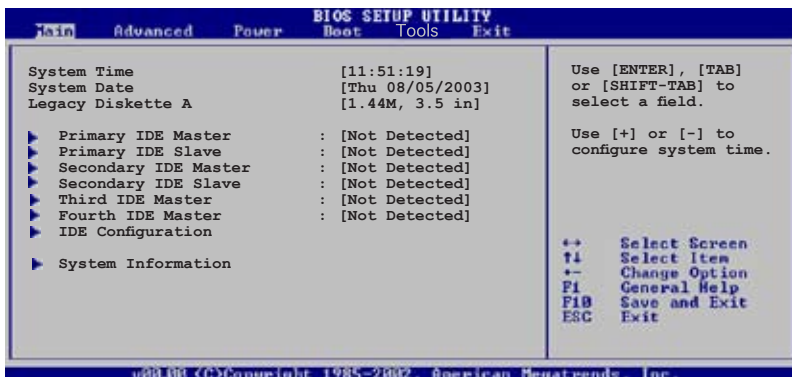 BIOS SETUP UTILITY
Main Advanced Power Boot Tools Exit
System Time [11:51:19]
System Date [Thu 08/05/2003]
Legacy Diskette A [1.44M, 3.5 in]
Primary IDE Master : [Not Detected]
Primary IDE Slave : [Not Detected]
Secondary IDE Master : [Not Detected]
Secondary IDE Slave : [Not Detected]
Third IDE Master : [Not Detected]
Fourth IDE Master : [Not Detected]
IDE Configuration
System Information
Use [ENTER], [TAB]
or [SHIFT-TAB] to
select a field.
Use [+] or [-] to
configure system time.
←→ Select Screen
↑↓ Select Item
+- Change Option
F1 General Help
F10 Save and Exit
ESC Exit
v00.00 (C)Copyright 1985-2002, American Megatrends, Inc.